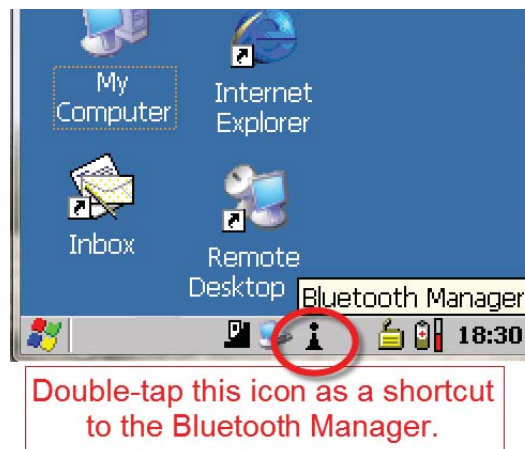 My
Computer
Internet
Explorer
Inbox
Remote
Desktop
Bluetooth Manager
18:30
Double-tap this icon as a shortcut
to the Bluetooth Manager.